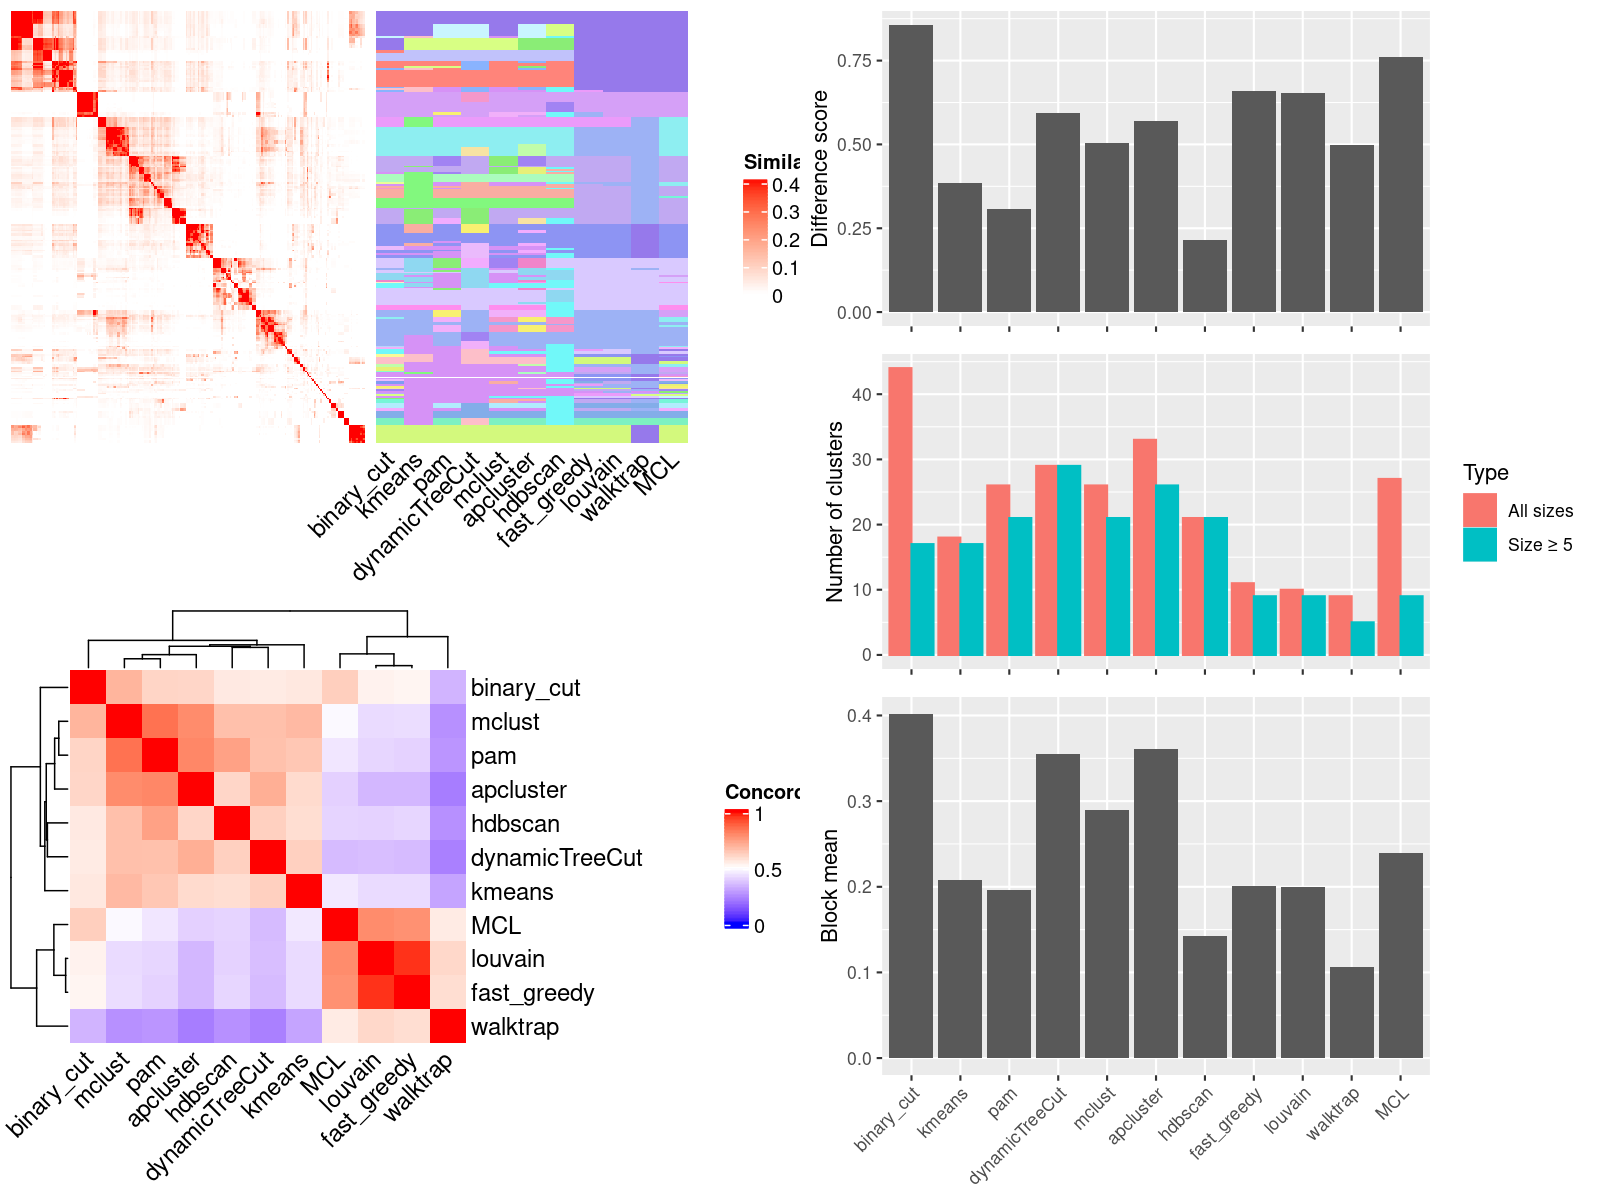 Simila
0.4
0.3
0.2
0.1
0
binary_cut
kmeans
pam
dynamicTreeCut
mclust
apcluster
hdbscan
fast_greedy
louvain
walktrap
MCL
binary_cut
mclust
pam
apcluster
hdbscan
dynamicTreeCut
kmeans
MCL
louvain
fast_greedy
walktrap
binary_cut
mclust
pam
apcluster
hdbscan
dynamicTreeCut
kmeans
MCL
louvain
fast_greedy
walktrap
Concord
1
0.5
0
Difference score
0.75
0.50
0.25
0.00
Number of clusters
40
30
20
10
0
Type
All sizes
Size ≥ 5
Block mean
0.4
0.3
0.2
0.1
0.0
binary_cut
kmeans
pam
dynamicTreeCut
mclust
apcluster
hdbscan
fast_greedy
louvain
walktrap
MCL